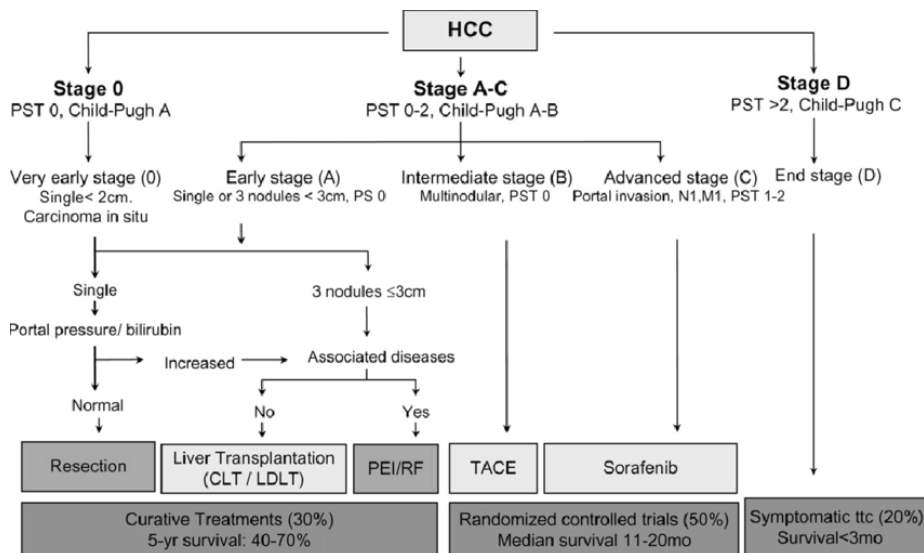 HCC
Stage 0
PST 0, Child-Pugh A
Stage A-C
PST 0-2, Child-Pugh A-B
Stage D
PST >2, Child-Pugh C
Very early stage (0)
Single< 2cm.
Carcinoma in situ
Early stage (A)
Single or 3 nodules < 3cm, PS 0
Intermediate stage (B)
Multinodular, PST 0
Advanced stage (C)
Portal invasion, N1,M1, PST 1-2
End stage (D)
Single
3 nodules ≤3cm
Portal pressure/ bilirubin
Increased
Associated diseases
Normal
No
Yes
Resection
Liver Transplantation
(CLT / LDLT)
PEI/RF
TACE
Sorafenib
Curative Treatments (30%)
5-yr survival: 40-70%
Randomized controlled trials (50%)
Median survival 11-20mo
Symptomatic ttc (20%)
Survival<3mo